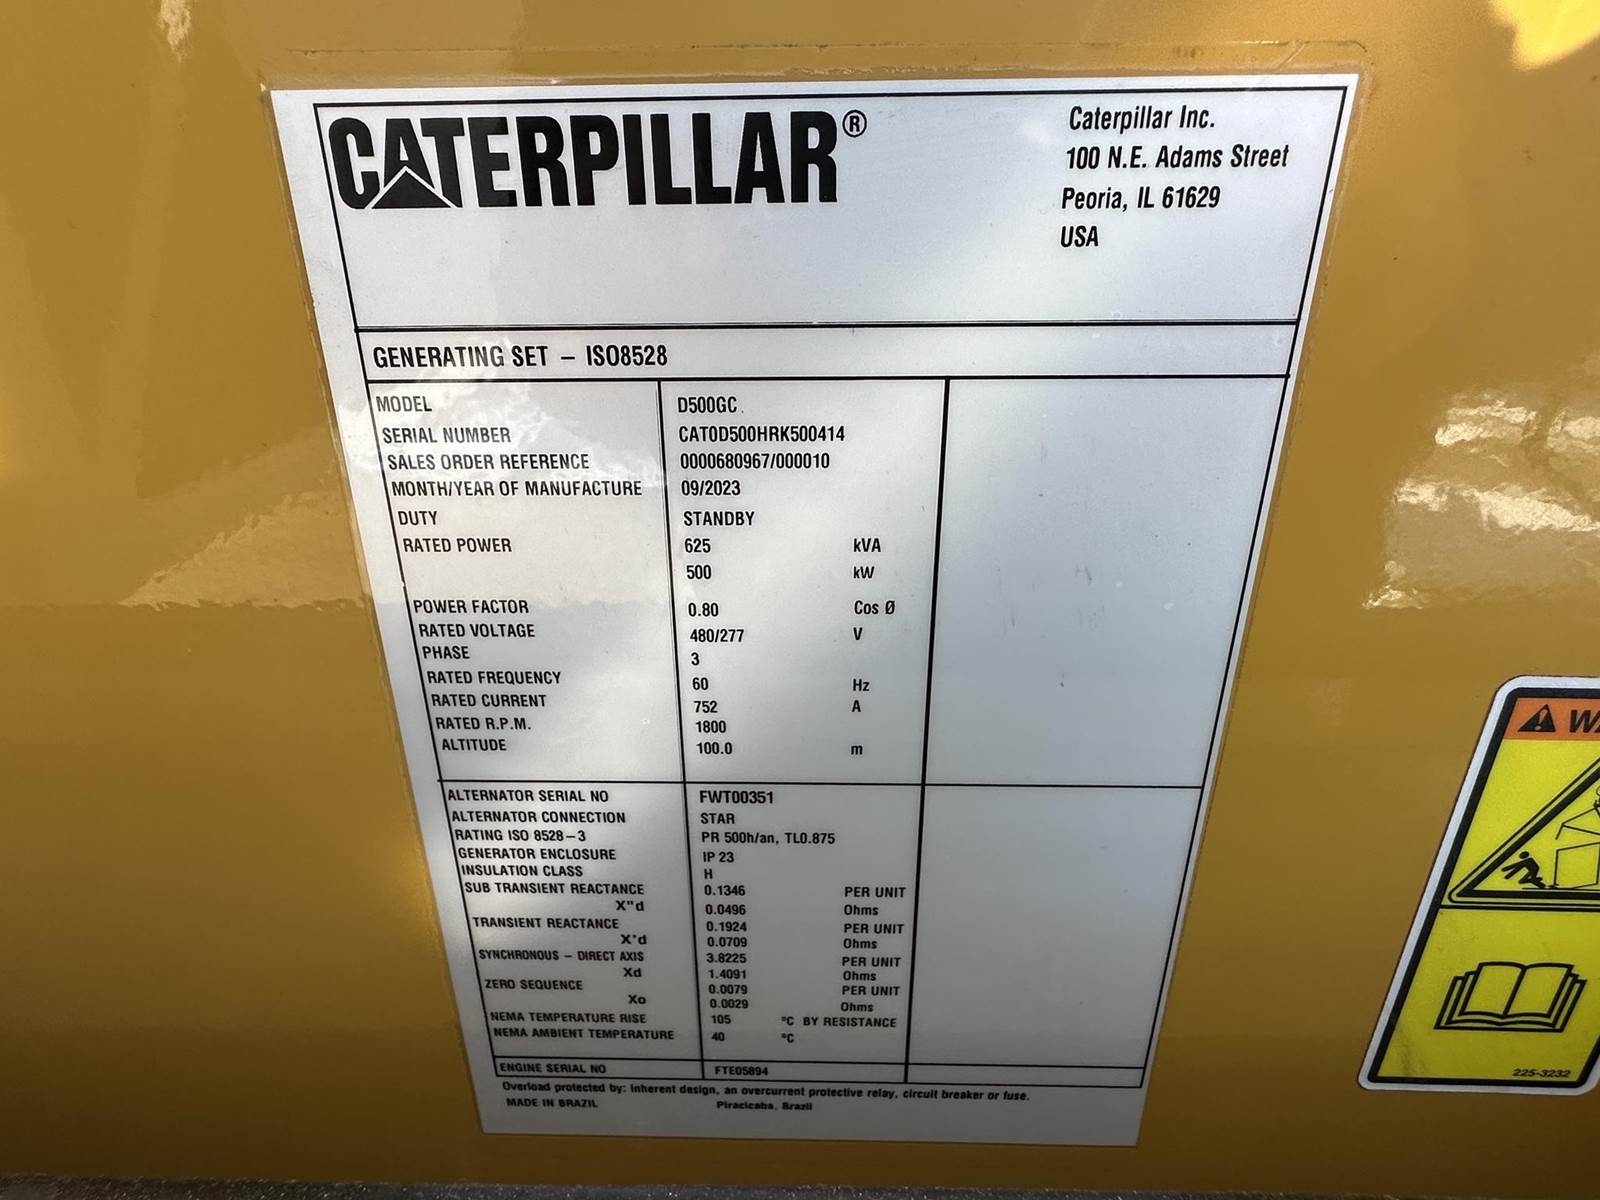 CATERPILLAR®
Caterpillar Inc.
100 N.E. Adams Street
Peoria, IL 61629
USA
GENERATING SET – ISO8528
MODEL D500GC
SERIAL NUMBER CAT0D500HRK500414
SALES ORDER REFERENCE 0000680967/000010
MONTH/YEAR OF MANUFACTURE 09/2023
DUTY STANDBY
RATED POWER 625 kVA
500 kW
POWER FACTOR 0.80 Cos Ø
RATED VOLTAGE 480/277 V
PHASE 3
RATED FREQUENCY 60 Hz
RATED CURRENT 752 A
RATED R.P.M. 1800
ALTITUDE 100.0 m
ALTERNATOR SERIAL NO FWT00351
ALTERNATOR CONNECTION STAR
RATING ISO 8528–3 PR 500h/an, TL0.875
GENERATOR ENCLOSURE IP 23
INSULATION CLASS H
SUB TRANSIENT REACTANCE 0.1346 PER UNIT
X"d 0.0496 Ohms
TRANSIENT REACTANCE 0.1924 PER UNIT
X'd 0.0709 Ohms
SYNCHRONOUS – DIRECT AXIS 3.8225 PER UNIT
Xd 1.4091 Ohms
ZERO SEQUENCE 0.0079 PER UNIT
Xo 0.0029 Ohms
NEMA TEMPERATURE RISE 105 °C BY RESISTANCE
NEMA AMBIENT TEMPERATURE 40 °C
ENGINE SERIAL NO FTE05894
Overload protected by: inherent design, an overcurrent protective relay, circuit breaker or fuse.
MADE IN BRAZIL Piracicaba, Brazil
225-3232